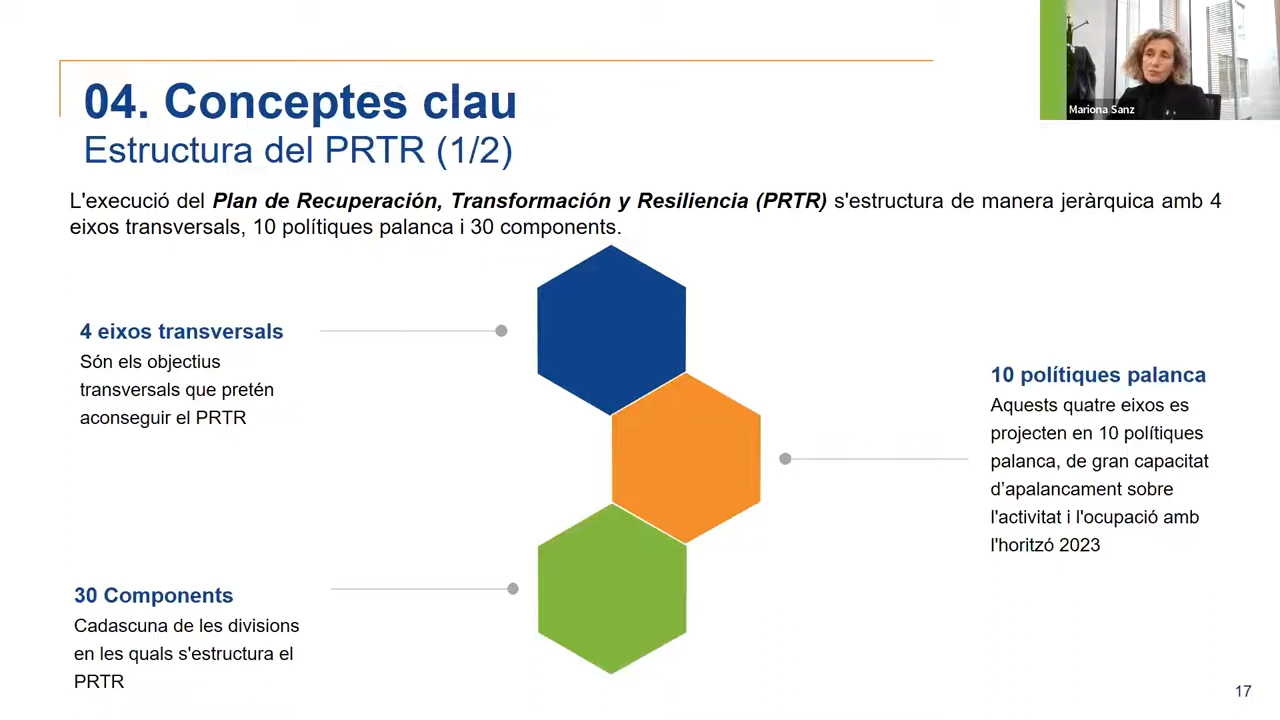 Mariona Sanz
04. Conceptes clau
Estructura del PRTR (1/2)
L'execució del Plan de Recuperación, Transformación y Resiliencia (PRTR) s'estructura de manera jeràrquica amb 4
eixos transversals, 10 polítiques palanca i 30 components.
4 eixos transversals
Són els objectius
transversals que pretén
aconseguir el PRTR
10 polítiques palanca
Aquests quatre eixos es
projecten en 10 polítiques
palanca, de gran capacitat
d’apalancament sobre
l'activitat i l'ocupació amb
l'horitzó 2023
30 Components
Cadascuna de les divisions
en les quals s'estructura el
PRTR
17